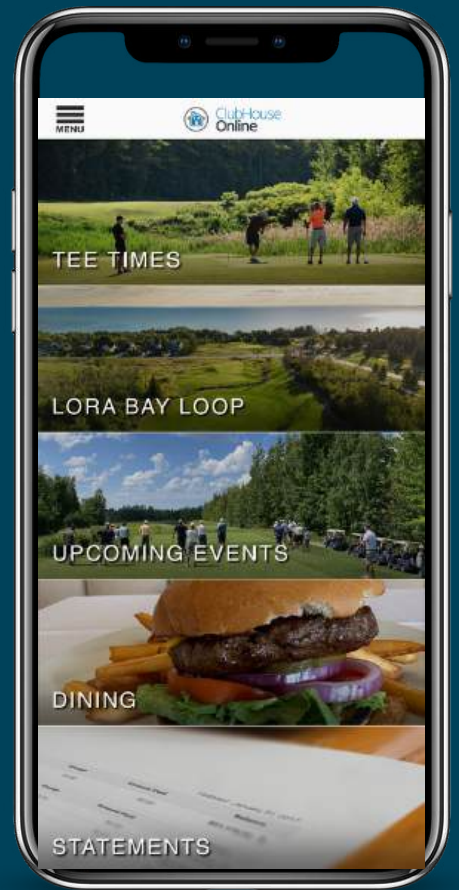 MENU
ClubHouse
Online
TEE TIMES
LORA BAY LOOP
UPCOMING EVENTS
DINING
STATEMENTS